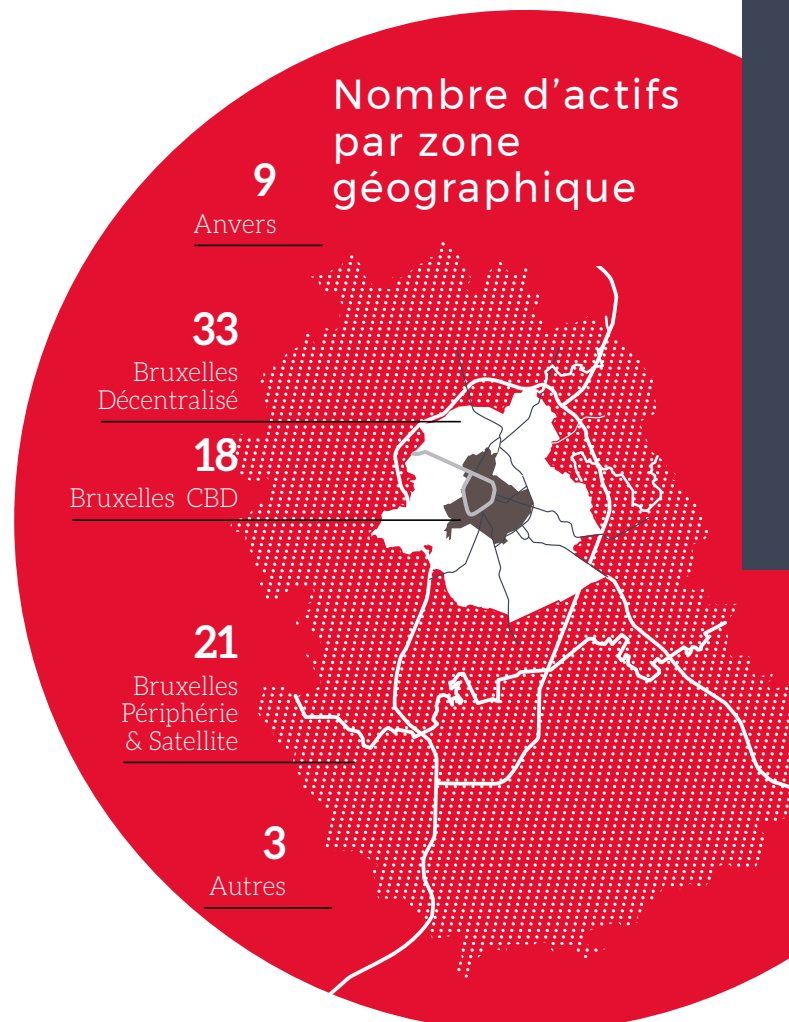 Nombre d'actifs
par zone
géographique
9
Anvers
33
Bruxelles
Décentralisé
18
Bruxelles CBD
21
Bruxelles
Périphérie
& Satellite
3
Autres